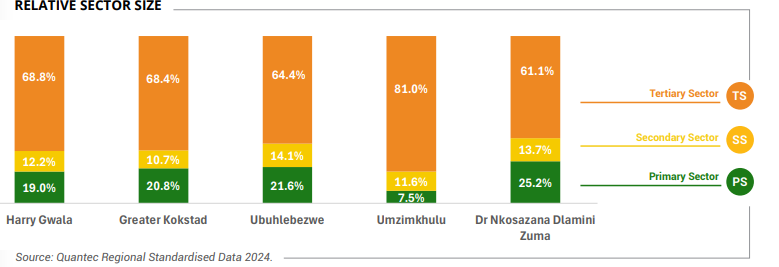 RELATIVE SECTOR SIZE
68.8% 68.4% 64.4% 81.0% 61.1%
12.2% 10.7% 14.1% 11.6% 13.7%
19.0% 20.8% 21.6% 7.5% 25.2%
Harry Gwala Greater Kokstad Ubuhlebezwe Umzimkhulu Dr Nkosazana Dlamini
Zuma
Tertiary Sector TS
Secondary Sector SS
Primary Sector PS
Source: Quantec Regional Standardised Data 2024.